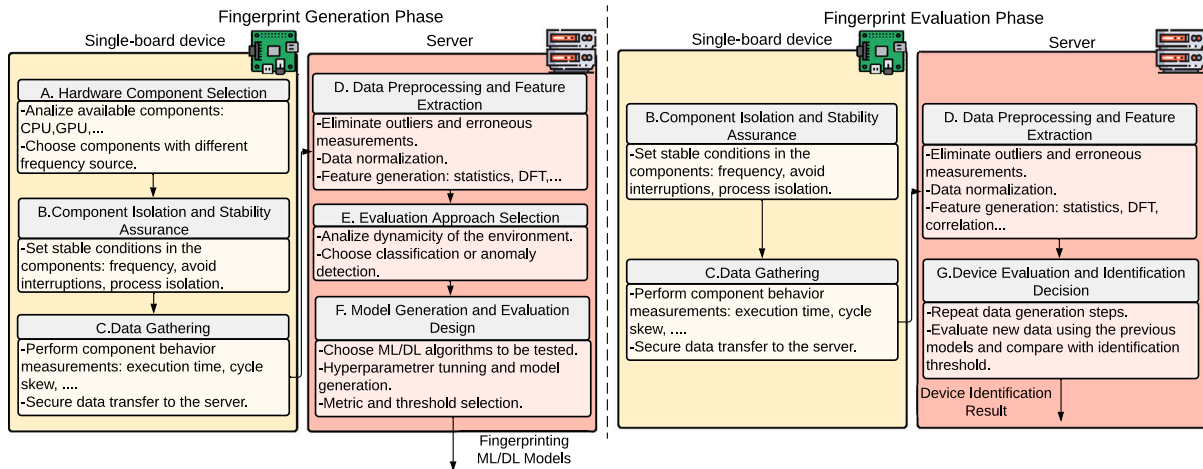 Fingerprint Generation Phase
Single-board device
A. Hardware Component Selection
-Analize available components:
CPU,GPU,...
-Choose components with different
frequency source.
B.Component Isolation and Stability
Assurance
-Set stable conditions in the
components: frequency, avoid
interruptions, process isolation.
C.Data Gathering
-Perform component behavior
measurements: execution time, cycle
skew, ....
-Secure data transfer to the server.
Server
D. Data Preprocessing and Feature
Extraction
-Eliminate outliers and erroneous
measurements.
-Data normalization.
-Feature generation: statistics, DFT,...
E. Evaluation Approach Selection
-Analize dynamicity of the environment.
-Choose classification or anomaly
detection.
F. Model Generation and Evaluation
Design
-Choose ML/DL algorithms to be tested.
-Hyperparametrer tunning and model
generation.
-Metric and threshold selection.
Fingerprinting
ML/DL Models
Fingerprint Evaluation Phase
Single-board device
B.Component Isolation and Stability
Assurance
-Set stable conditions in the
components: frequency, avoid
interruptions, process isolation.
C.Data Gathering
-Perform component behavior
measurements: execution time, cycle
skew, ....
-Secure data transfer to the server.
Server
D. Data Preprocessing and Feature
Extraction
-Eliminate outliers and erroneous
measurements.
-Data normalization.
-Feature generation: statistics, DFT,
correlation...
G.Device Evaluation and Identification
Decision
-Repeat data generation steps.
-Evaluate new data using the previous
models and compare with identification
threshold.
Device Identification
Result